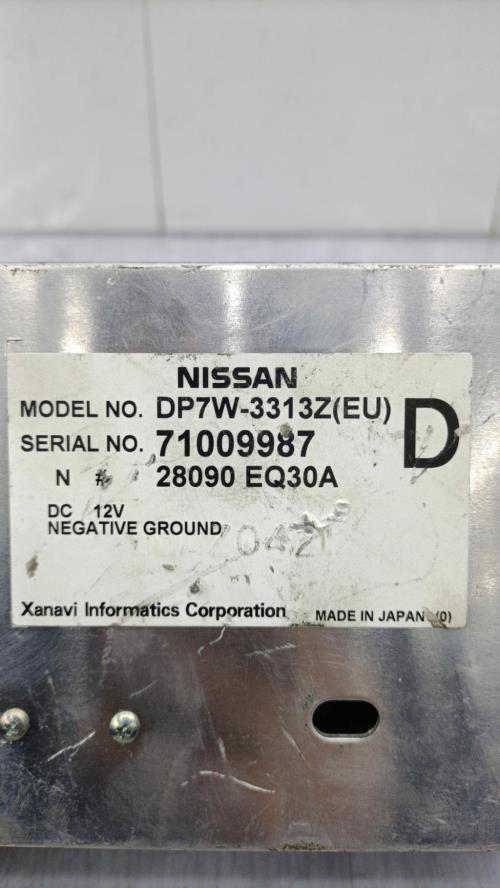 NISSAN
MODEL NO. DP7W-3313Z(EU)
D
SERIAL NO. 71009987
N # 28090 EQ30A
DC 12V
NEGATIVE GROUND
Xanavi Informatics Corporation MADE IN JAPAN (0)